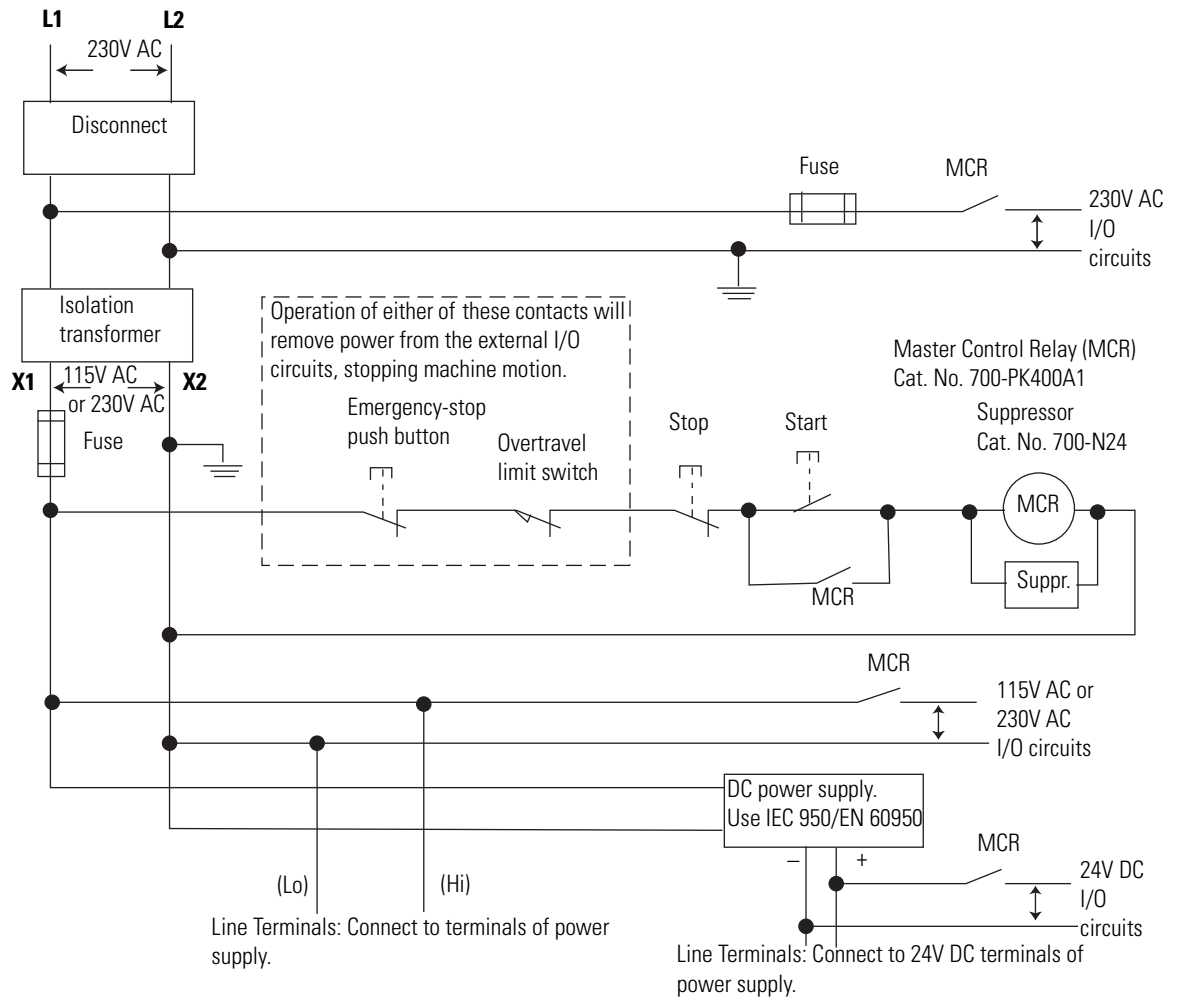 L1
L2
230V AC
Disconnect
Fuse
MCR
230V AC
I/O
circuits
Isolation
transformer
X1
115V AC
or 230V AC
X2
Fuse
Operation of either of these contacts will
remove power from the external I/O
circuits, stopping machine motion.
Emergency-stop
push button
Overtravel
limit switch
Stop
Start
Master Control Relay (MCR)
Cat. No. 700-PK400A1
Suppressor
Cat. No. 700-N24
MCR
Suppr.
MCR
MCR
115V AC or
230V AC
I/O circuits
DC power supply.
Use IEC 950/EN 60950
– +
MCR
24V DC
I/O
circuits
(Lo)
(Hi)
Line Terminals: Connect to terminals of power
supply.
Line Terminals: Connect to 24V DC terminals of
power supply.